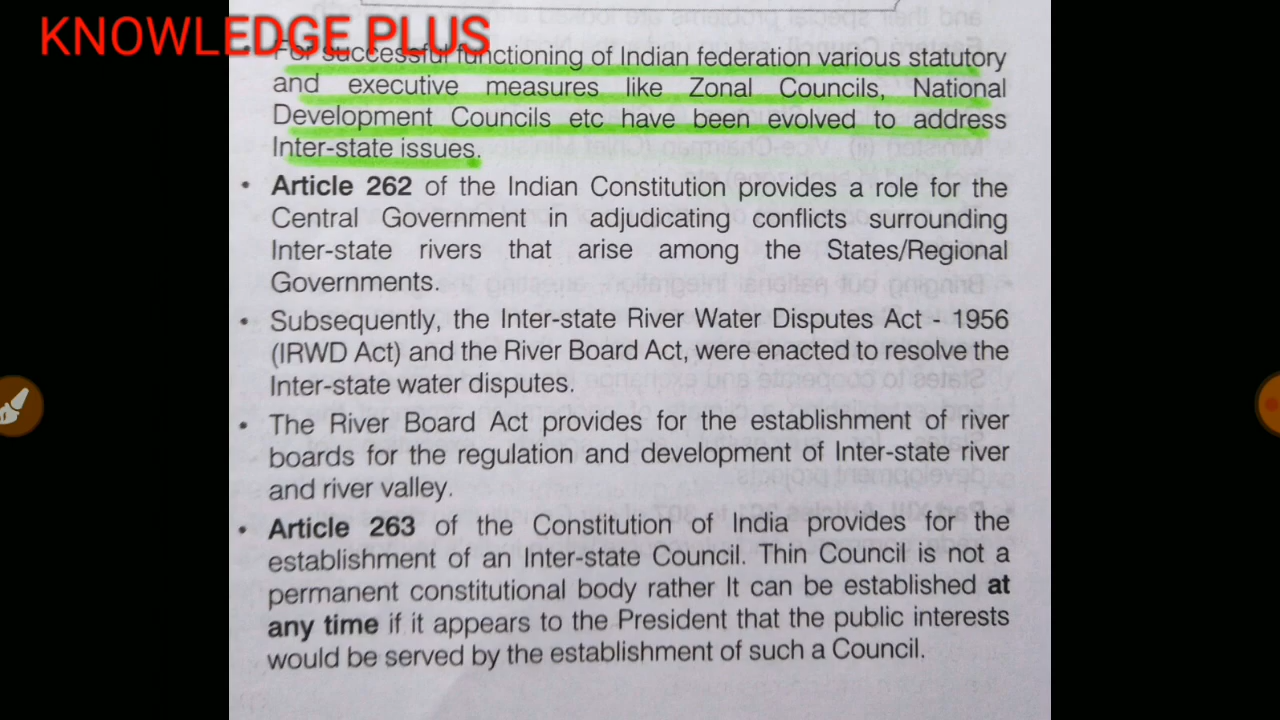 KNOWLEDGE PLUS
• For successful functioning of Indian federation various statutory
and executive measures like Zonal Councils, National
Development Councils etc have been evolved to address
Inter-state issues.
• Article 262 of the Indian Constitution provides a role for the
Central Government in adjudicating conflicts surrounding
Inter-state rivers that arise among the States/Regional
Governments.
• Subsequently, the Inter-state River Water Disputes Act - 1956
(IRWD Act) and the River Board Act, were enacted to resolve the
Inter-state water disputes.
• The River Board Act provides for the establishment of river
boards for the regulation and development of Inter-state river
and river valley.
• Article 263 of the Constitution of India provides for the
establishment of an Inter-state Council. Thin Council is not a
permanent constitutional body rather It can be established at
any time if it appears to the President that the public interests
would be served by the establishment of such a Council.